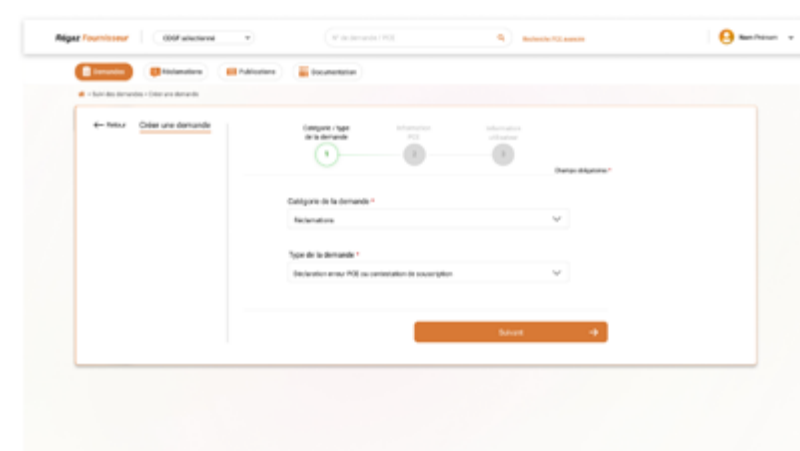 Régaz Fournisseur
CDGF sélectionné
N° de demande / PCE
Recherche PCE avancée
Nom Prénom
Demandes
Réclamations
Publications
Documentation
> Suivi des demandes > Créer une demande
← Retour
Créer une demande
Catégorie / type
de la demande
Information
PCE
Information
utilisateur
1
2
3
Champs obligatoires *
Catégorie de la demande *
Réclamations
Type de la demande *
Déclaration erreur PCE ou contestation de souscription
Suivant →